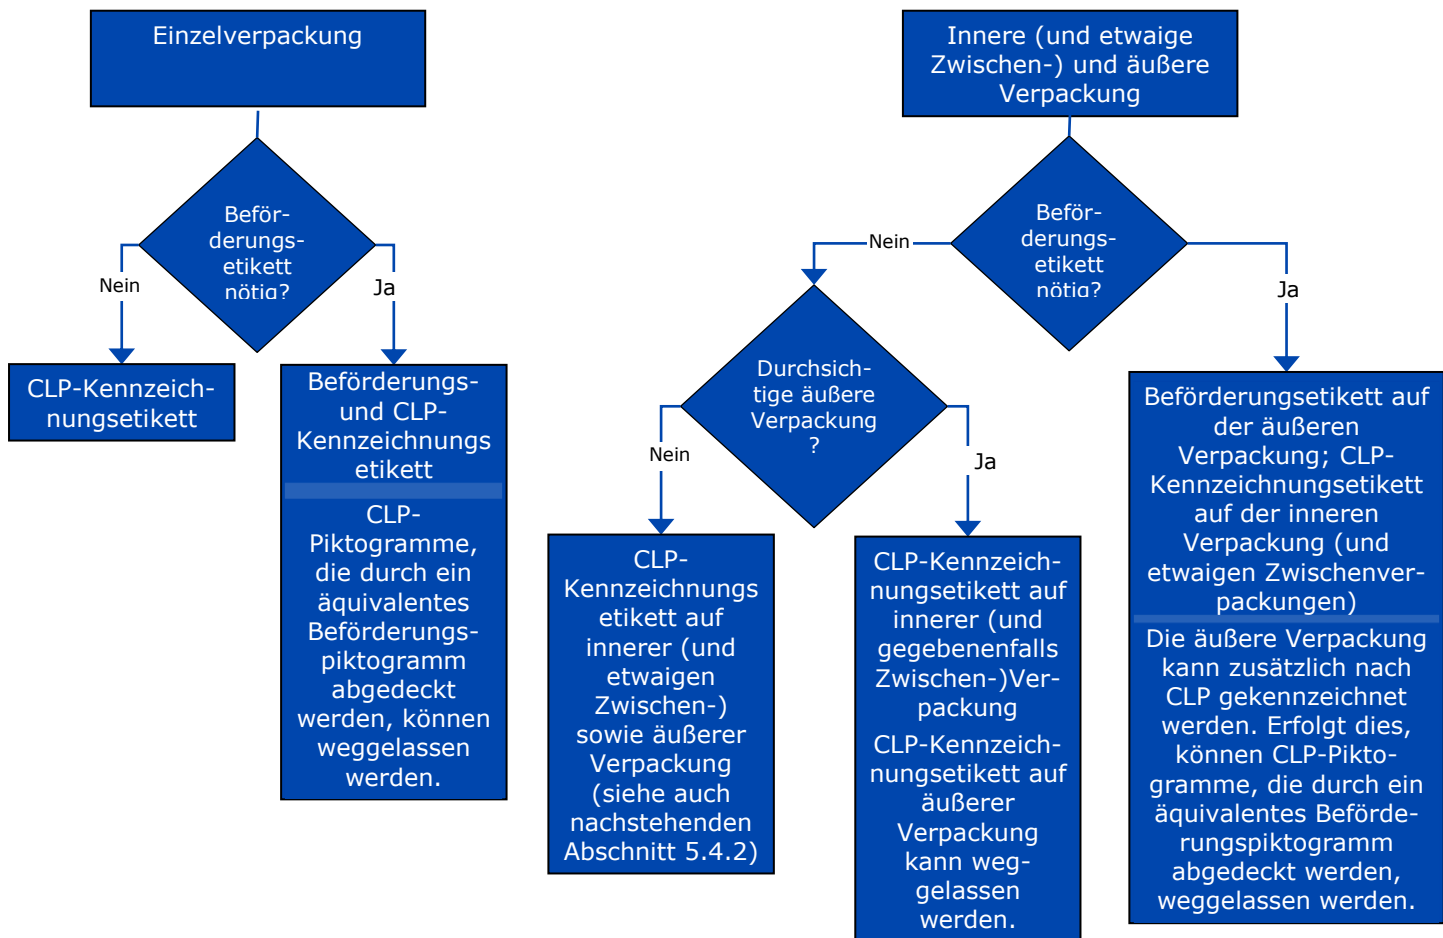 Einzelverpackung
Beför-
derungs-
etikett
nötig?
Nein
Ja
CLP-Kennzeich-
nungsetikett
Beförderungs-
und CLP-
Kennzeichnungs
etikett
CLP-
Piktogramme,
die durch ein
äquivalentes
Beförderungs-
piktogramm
abgedeckt
werden, können
weggelassen
werden.
Innere (und etwaige
Zwischen-) und äußere
Verpackung
Beför-
derungs-
etikett
nötig?
Nein
Ja
Durchsich-
tige äußere
Verpackung
?
Nein
Ja
CLP-
Kennzeichnungs
etikett auf
innerer (und
etwaigen
Zwischen-)
sowie äußerer
Verpackung
(siehe auch
nachstehenden
Abschnitt 5.4.2)
CLP-Kennzeich-
nungsetikett auf
innerer (und
gegebenenfalls
Zwischen-)Ver-
packung
CLP-Kennzeich-
nungsetikett auf
äußerer
Verpackung
kann weg-
gelassen
werden.
Beförderungsetikett auf
der äußeren
Verpackung; CLP-
Kennzeichnungsetikett
auf der inneren
Verpackung (und
etwaigen Zwischenver-
packungen)
Die äußere Verpackung
kann zusätzlich nach
CLP gekennzeichnet
werden. Erfolgt dies,
können CLP-Pikto-
gramme, die durch ein
äquivalentes Beförde-
rungspiktogramm
abgedeckt werden,
weggelassen werden.